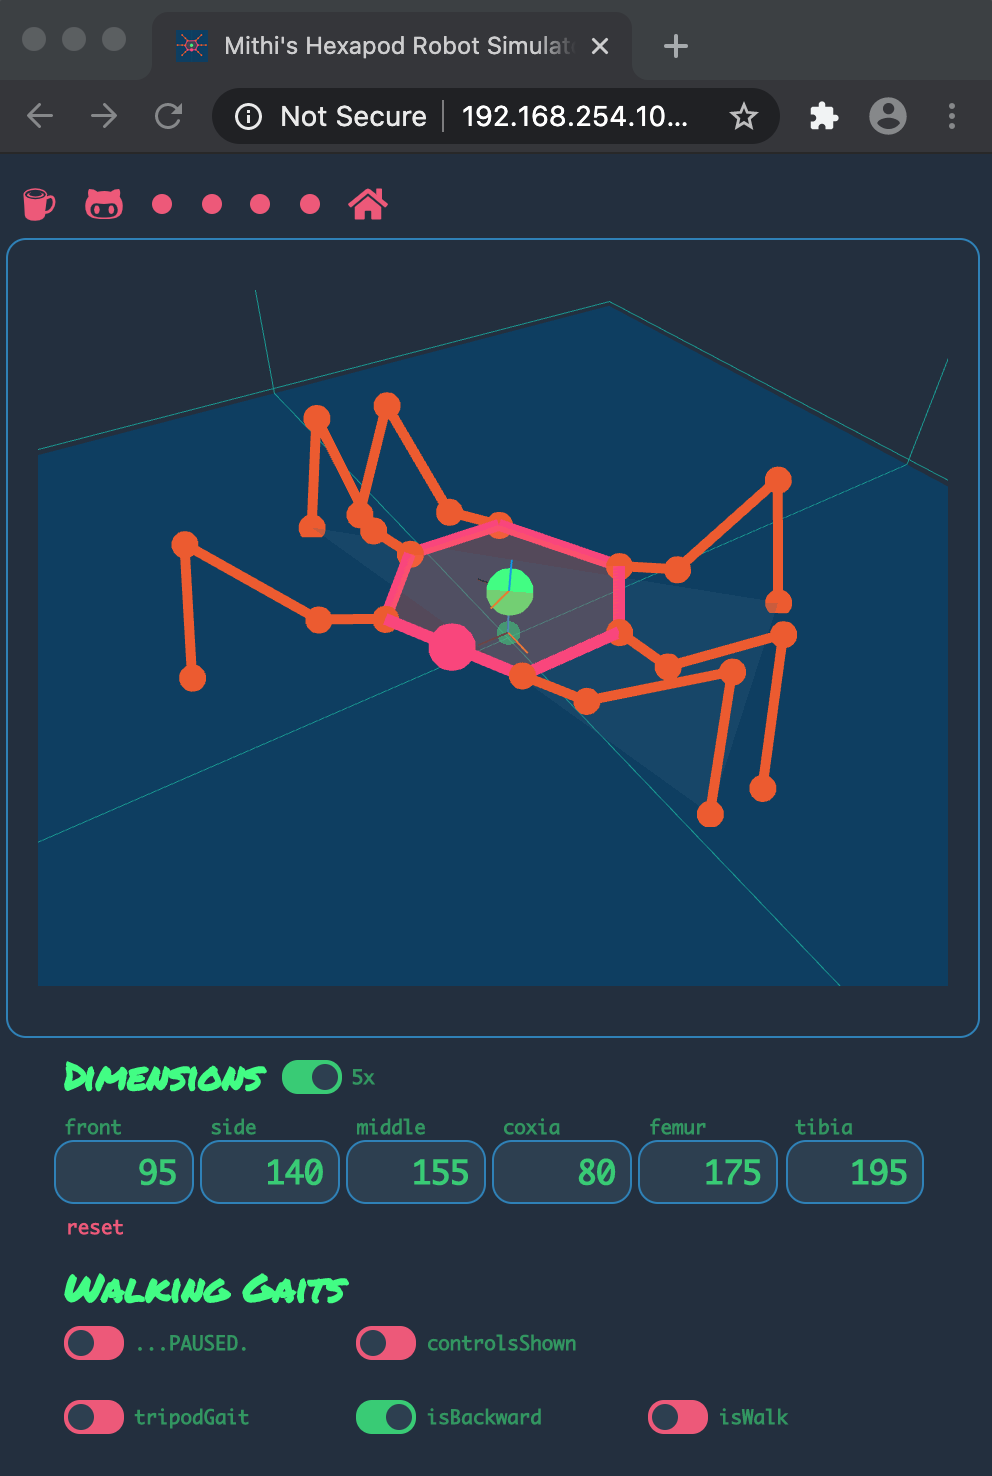 Mithi's Hexapod Robot Simulat
Not Secure 192.168.254.10...
Dimensions 5x
front side middle coxia femur tibia
95 140 155 80 175 195
reset
Walking Gaits
...PAUSED. controlsShown
tripodGait isBackward isWalk